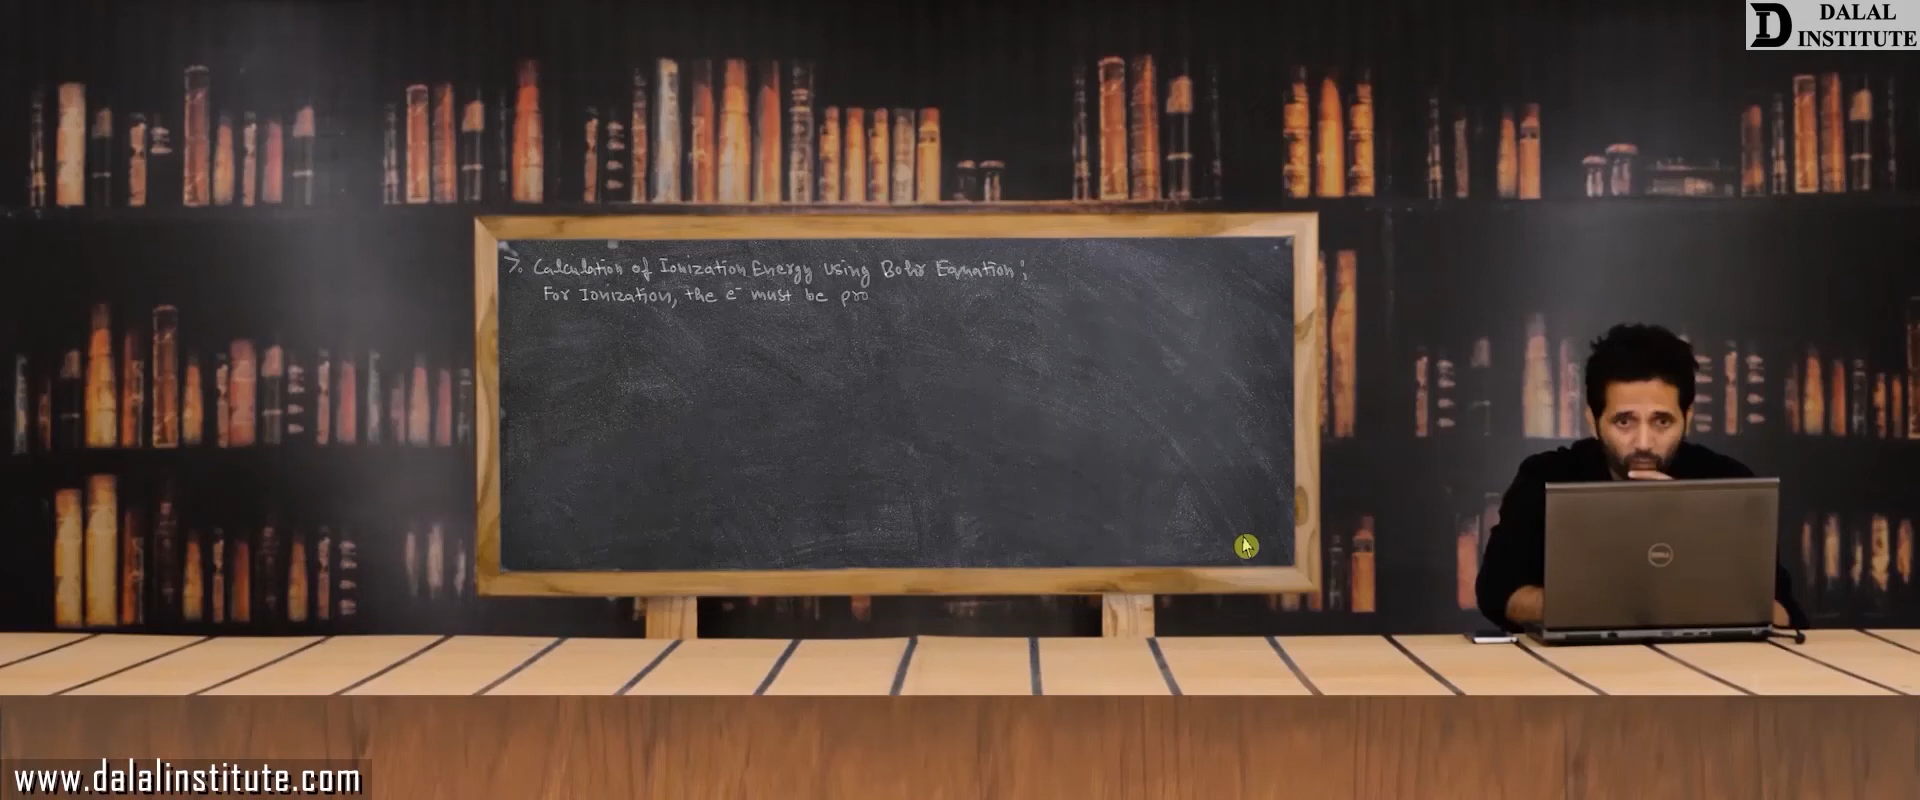 DALAL
INSTITUTE
7. Calculation of Ionization Energy Using Bohr Equation:
For Ionization, the e⁻ must be pro
DELL
www.dalalinstitute.com